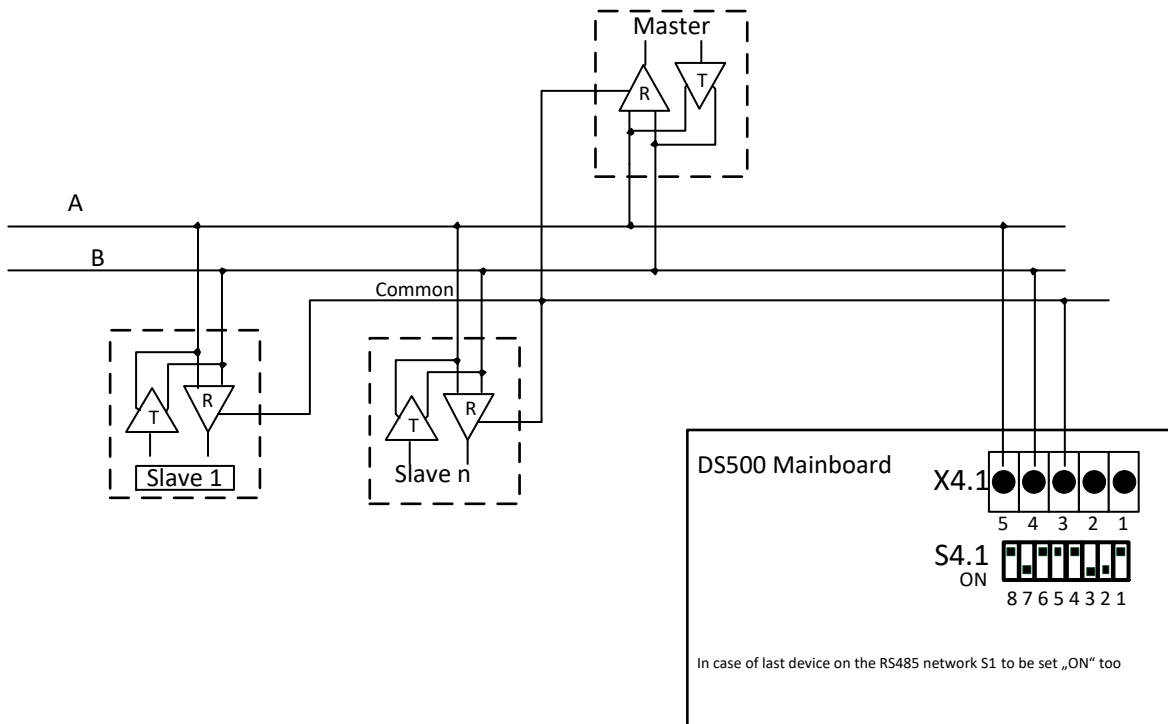 Master
R
T
A
B
Common
T
R
Slave 1
T
R
Slave n
DS500 Mainboard
X4.1
5 4 3 2 1
S4.1
ON
8 7 6 5 4 3 2 1
In case of last device on the RS485 network S1 to be set „ON“ too